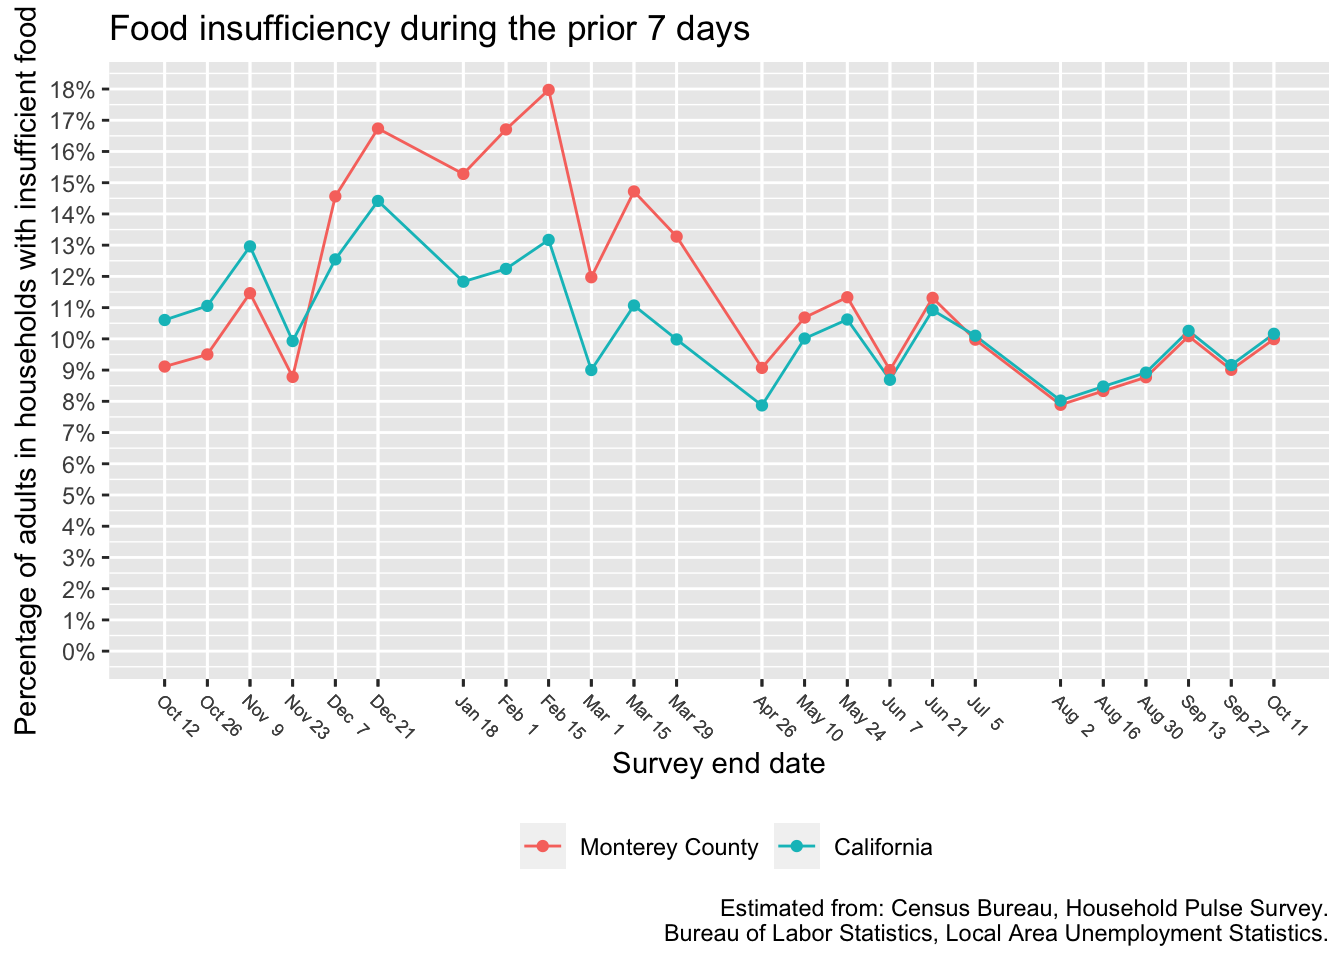 Food insufficiency during the prior 7 days
Percentage of adults in households with insufficient food
18%
17%
16%
15%
14%
13%
12%
11%
10%
9%
8%
7%
6%
5%
4%
3%
2%
1%
0%
Oct 12
Oct 26
Nov 9
Nov 23
Dec 7
Dec 21
Jan 18
Feb 1
Feb 15
Mar 1
Mar 15
Mar 29
Apr 26
May 10
May 24
Jun 7
Jun 21
Jul 5
Aug 2
Aug 16
Aug 30
Sep 13
Sep 27
Oct 11
Survey end date
Monterey County
California
Estimated from: Census Bureau, Household Pulse Survey.
Bureau of Labor Statistics, Local Area Unemployment Statistics.